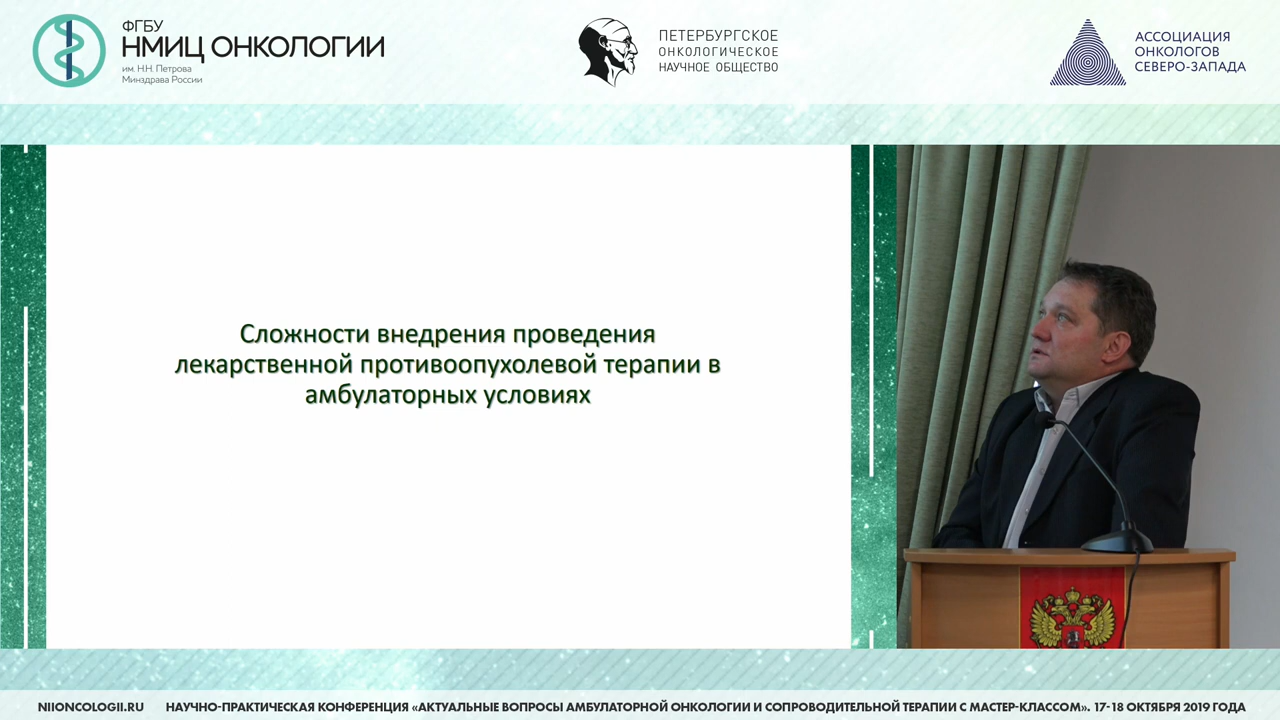 ФГБУ
НМИЦ ОНКОЛОГИИ
им. Н.Н. Петрова
Минздрава России
ПЕТЕРБУРГСКОЕ
ОНКОЛОГИЧЕСКОЕ
НАУЧНОЕ ОБЩЕСТВО
АССОЦИАЦИЯ
ОНКОЛОГОВ
СЕВЕРО-ЗАПАДА
Сложности внедрения проведения
лекарственной противоопухолевой терапии в
амбулаторных условиях
NIIONCOLOGII.RU НАУЧНО-ПРАКТИЧЕСКАЯ КОНФЕРЕНЦИЯ «АКТУАЛЬНЫЕ ВОПРОСЫ АМБУЛАТОРНОЙ ОНКОЛОГИИ И СОПРОВОДИТЕЛЬНОЙ ТЕРАПИИ С МАСТЕР-КЛАССОМ». 17-18 ОКТЯБРЯ 2019 ГОДА